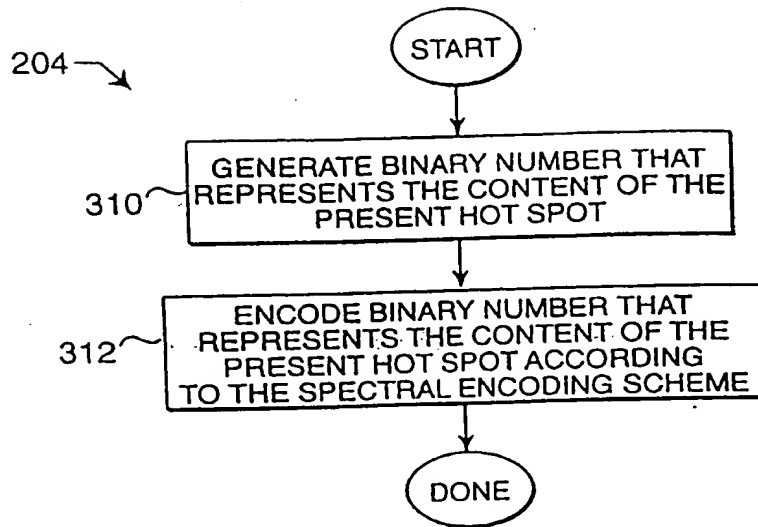 START
204
GENERATE BINARY NUMBER THAT
REPRESENTS THE CONTENT OF THE
PRESENT HOT SPOT
310
ENCODE BINARY NUMBER THAT
REPRESENTS THE CONTENT OF THE
PRESENT HOT SPOT ACCORDING
TO THE SPECTRAL ENCODING SCHEME
312
DONE